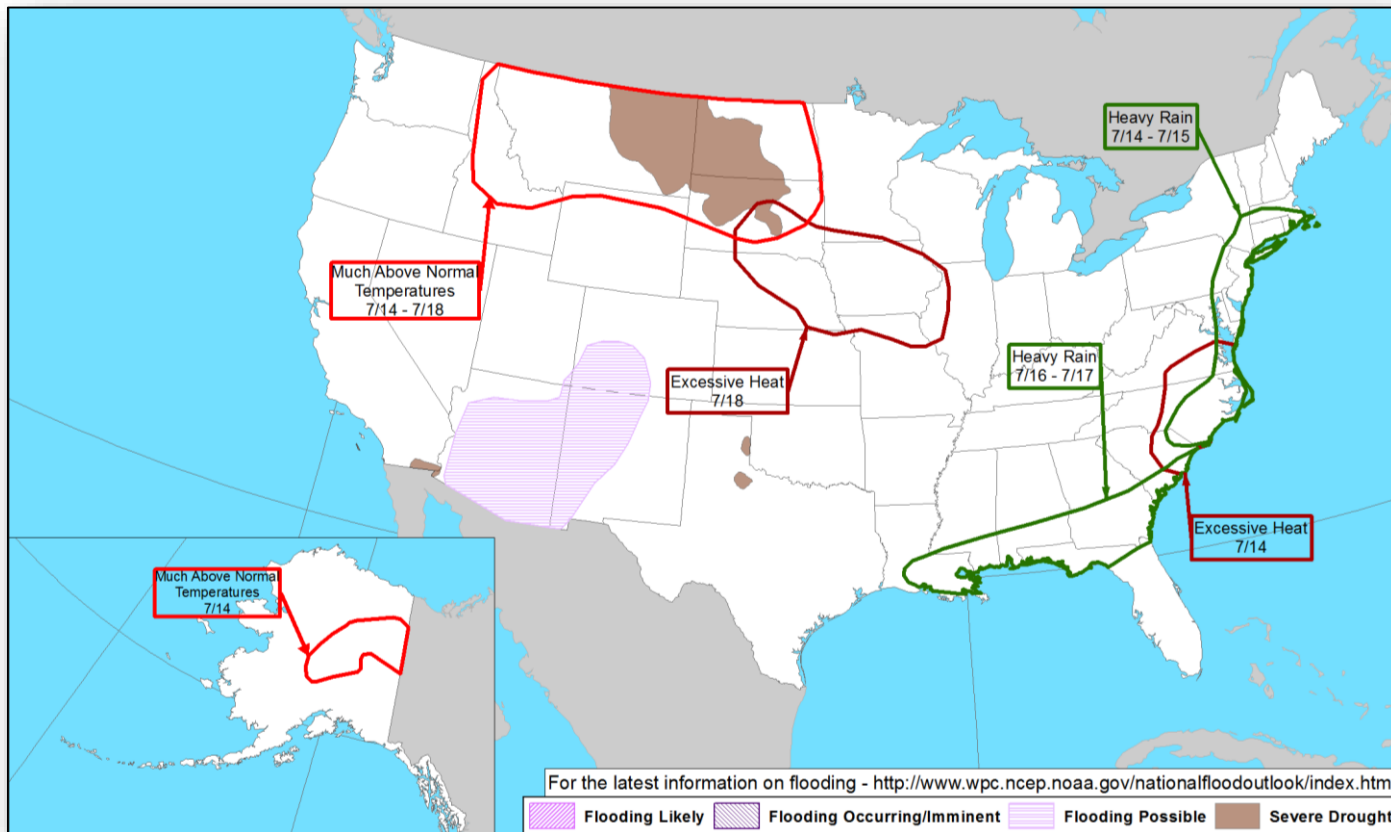 Heavy Rain
7/14 - 7/15
Much Above Normal
Temperatures
7/14 - 7/18
Heavy Rain
7/16 - 7/17
Excessive Heat
7/18
Excessive Heat
7/14
Much Above Normal
Temperatures
7/14
For the latest information on flooding - http://www.wpc.ncep.noaa.gov/nationalfloodoutlook/index.htm
Flooding Likely
Flooding Occurring/Imminent
Flooding Possible
Severe Drought